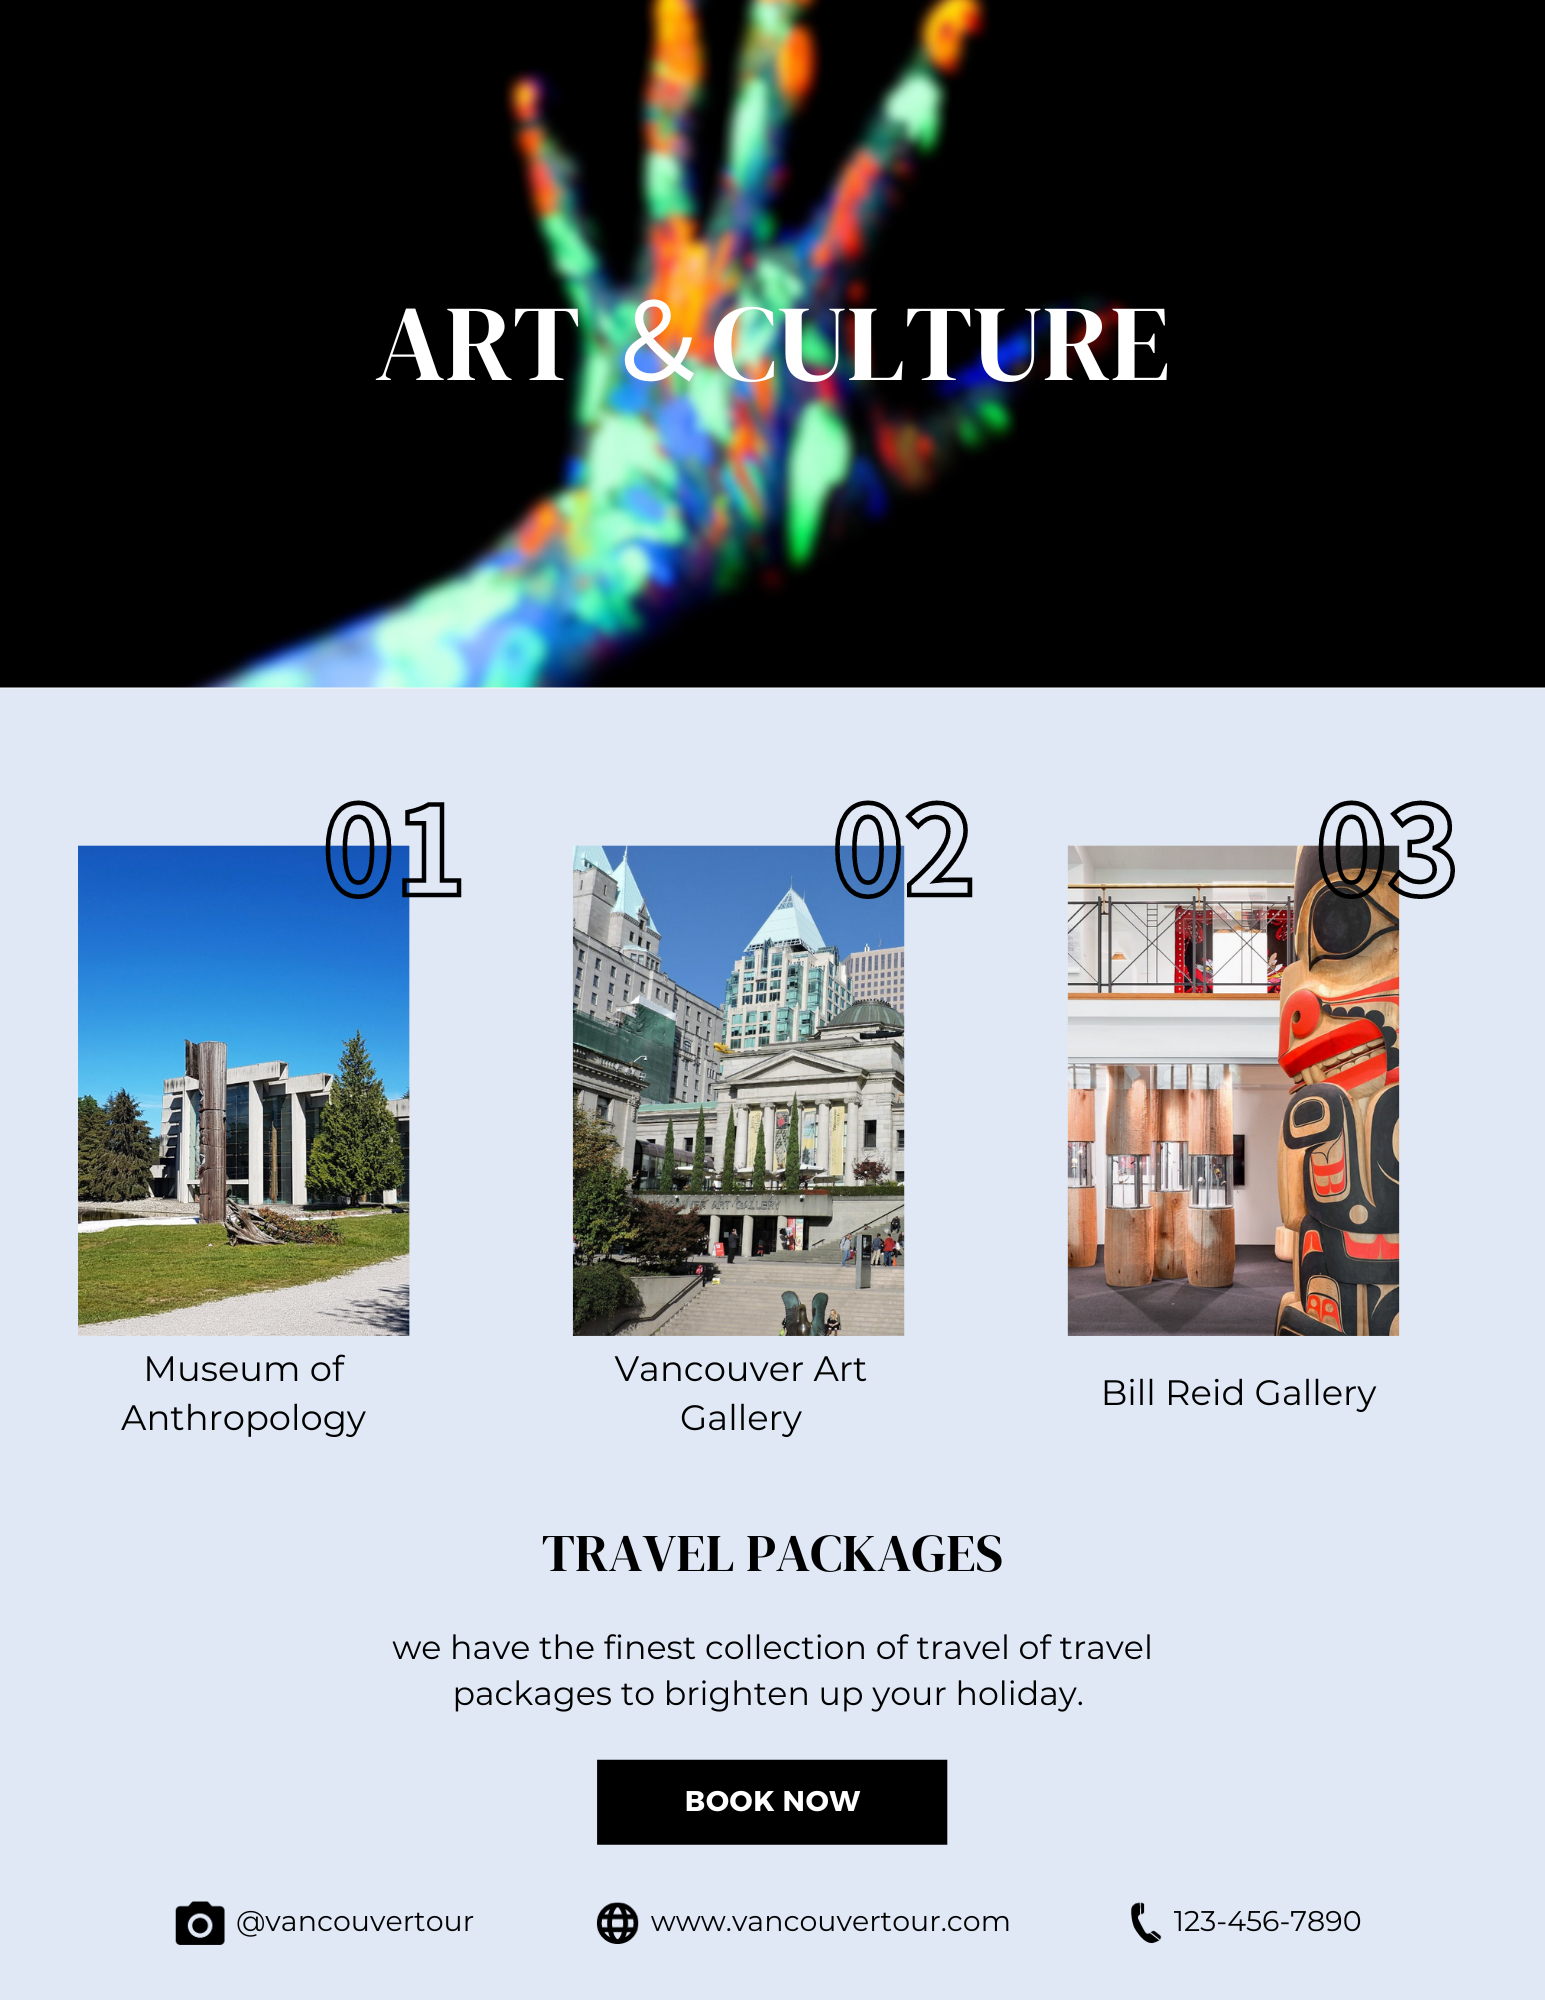 ART & CULTURE
01
02
03
Museum of
Anthropology
Vancouver Art
Gallery
Bill Reid Gallery
TRAVEL PACKAGES
we have the finest collection of travel of travel
packages to brighten up your holiday.
BOOK NOW
@vancouvertour
www.vancouvertour.com
123-456-7890